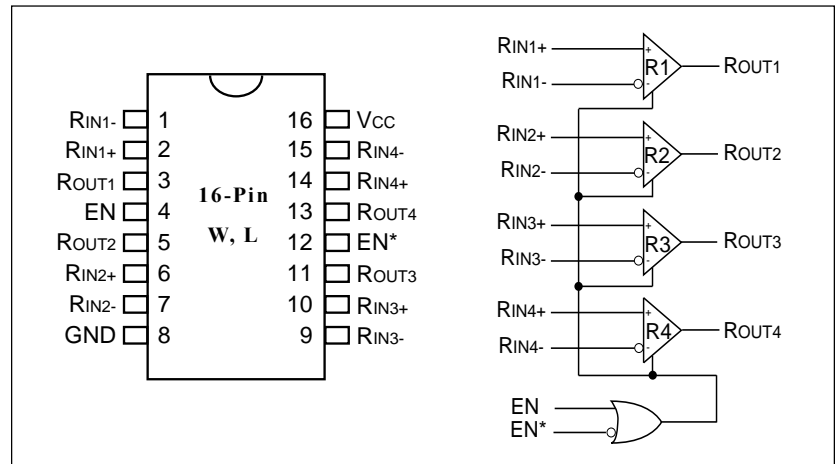 RIN1- 1 16 VCC
RIN1+ 2 15 RIN4-
ROUT1 3 14 RIN4+
EN 4 13 ROUT4
ROUT2 5 12 EN*
RIN2+ 6 11 ROUT3
RIN2- 7 10 RIN3+
GND 8 9 RIN3-
16-Pin
W, L
RIN1+ + R1 ROUT1
RIN1- -
RIN2+ + R2 ROUT2
RIN2- -
RIN3+ + R3 ROUT3
RIN3- -
RIN4+ + R4 ROUT4
RIN4- -
EN
EN*